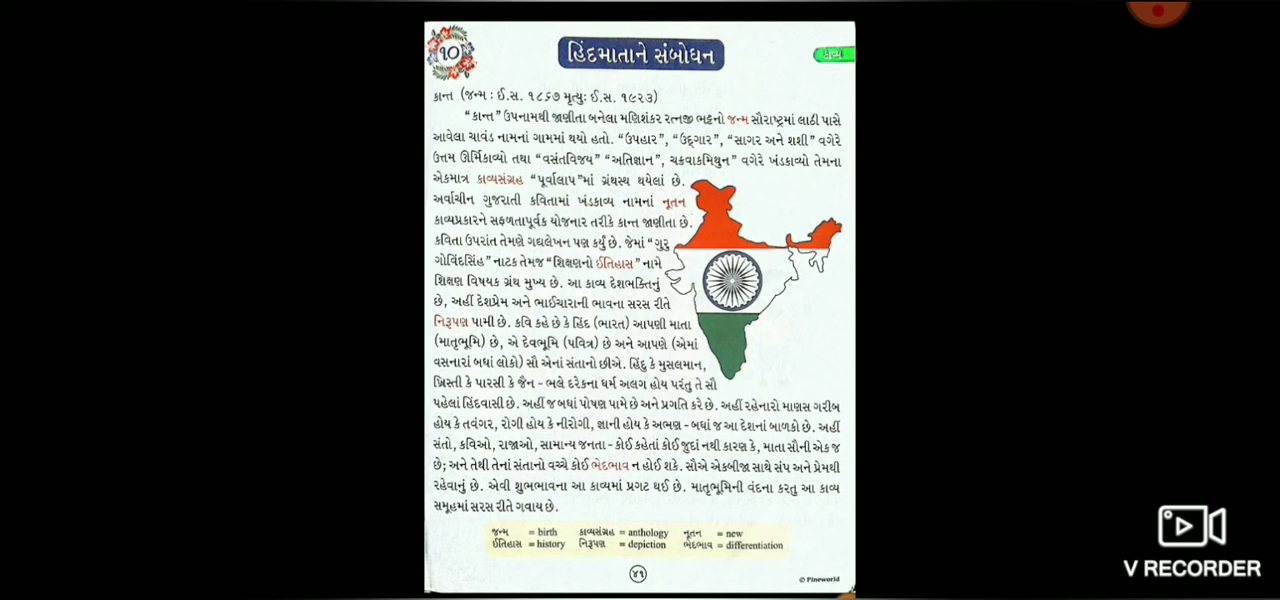 ૧૦
હિંદમાતાને સંબોધન
કાવ્ય
કાન્ત (જન્મ : ઈ.સ. ૧૮૬૭ મૃત્યુઃ ઈ.સ. ૧૯૨૩)
“કાન્ત” ઉપનામથી જાણીતા બનેલા મણિશંકર રત્નજી ભટ્ટનો જન્મ સૌરાષ્ટ્રમાં લાઠી પાસે
આવેલા ચાવંડ નામનાં ગામમાં થયો હતો. “ઉપહાર”, “ઉદ્ગાર”, “સાગર અને શશી” વગેરે
ઉત્તમ ઊર્મિકાવ્યો તથા “વસંતવિજય” “અતિજ્ઞાન”, ચક્રવાકમિથુન” વગેરે ખંડકાવ્યો તેમના
એકમાત્ર કાવ્યસંગ્રહ “પૂર્વાલાપ”માં ગ્રંથસ્થ થયેલાં છે.
અર્વાચીન ગુજરાતી કવિતામાં ખંડકાવ્ય નામનાં નૂતન
કાવ્યપ્રકારને સફળતાપૂર્વક યોજનાર તરીકે કાન્ત જાણીતા છે.
કવિતા ઉપરાંત તેમણે ગદ્યલેખન પણ કર્યું છે. જેમાં “ગુરુ
ગોવિંદસિંહ” નાટક તેમજ “શિક્ષણનો ઈતિહાસ” નામે
શિક્ષણ વિષયક ગ્રંથ મુખ્ય છે. આ કાવ્ય દેશભક્તિનું
છે, અહીં દેશપ્રેમ અને ભાઈચારાની ભાવના સરસ રીતે
નિરૂપણ પામી છે. કવિ કહે છે કે હિંદ (ભારત) આપણી માતા
(માતૃભૂમિ) છે, એ દેવભૂમિ (પવિત્ર) છે અને આપણે (એમાં
વસનારાં બધાં લોકો) સૌ એનાં સંતાનો છીએ. હિંદુ કે મુસલમાન,
ખ્રિસ્તી કે પારસી કે જૈન - ભલે દરેકના ધર્મ અલગ હોય પરંતુ તે સૌ
પહેલાં હિંદવાસી છે. અહીં જ બધાં પોષણ પામે છે અને પ્રગતિ કરે છે. અહીં રહેનારો માણસ ગરીબ
હોય કે તવંગર, રોગી હોય કે નીરોગી, જ્ઞાની હોય કે અભણ - બધાં જ આ દેશનાં બાળકો છે. અહીં
સંતો, કવિઓ, રાજાઓ, સામાન્ય જનતા - કોઈ કહેતાં કોઈ જુદાં નથી કારણ કે, માતા સૌની એક જ
છે; અને તેથી તેનાં સંતાનો વચ્ચે કોઈ ભેદભાવ ન હોઈ શકે. સૌએ એકબીજા સાથે સંપ અને પ્રેમથી
રહેવાનું છે. એવી શુભભાવના આ કાવ્યમાં પ્રગટ થઈ છે. માતૃભૂમિની વંદના કરતુ આ કાવ્ય
સમૂહમાં સરસ રીતે ગવાય છે.
જન્મ = birth કાવ્યસંગ્રહ = anthology નૂતન = new
ઈતિહાસ = history નિરૂપણ = depiction ભેદભાવ = differentiation
૪૧
© Pineworld
V RECORDER